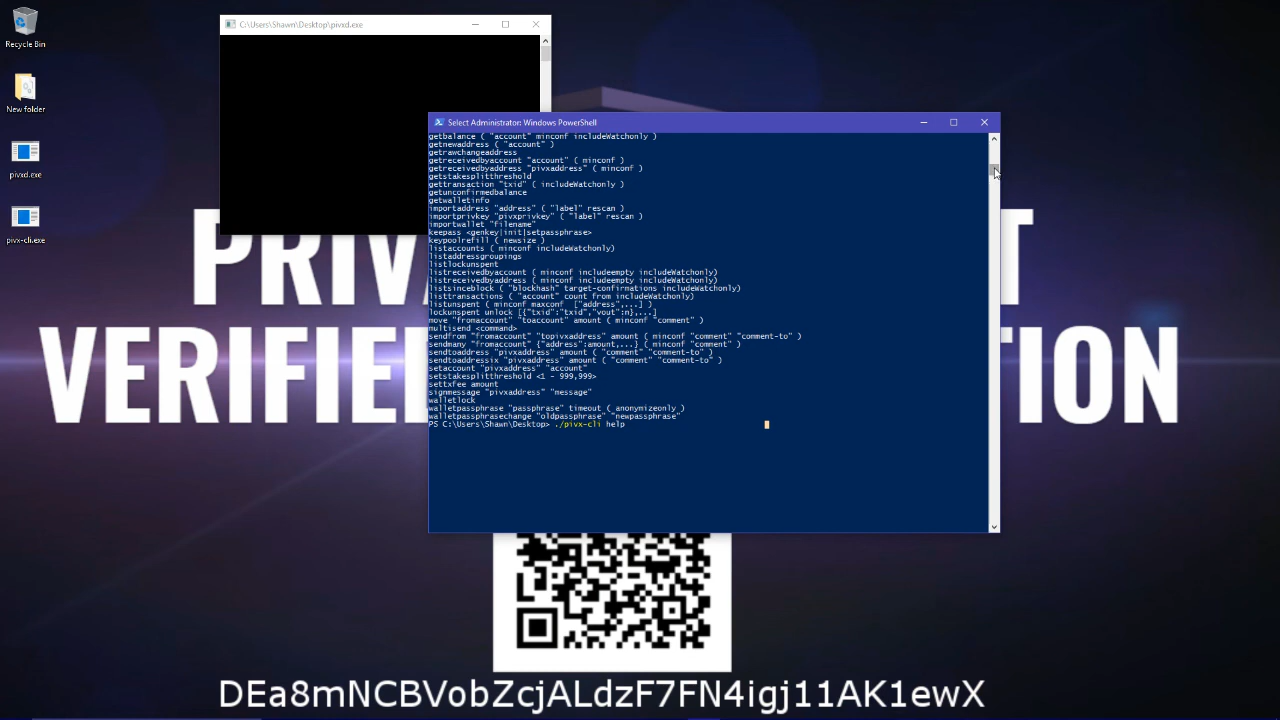 Recycle Bin
New folder
pivxd.exe
pivx-cli.exe
C:\Users\Shawn\Desktop\pivxd.exe
Select Administrator: Windows PowerShell
getbalance ( "account" minconf includeWatchonly )
getnewaddress ( "account" )
getrawchangeaddress
getreceivedbyaccount "account" ( minconf )
getreceivedbyaddress "pivxaddress" ( minconf )
getstakesplitthreshold
gettransaction "txid" ( includeWatchonly )
getunconfirmedbalance
getwalletinfo
importaddress "address" ( "label" rescan )
importprivkey "pivxprivkey" ( "label" rescan )
importwallet "filename"
keepass <genkey|init|setpassphrase>
keypoolrefill ( newsize )
listaccounts ( minconf includeWatchonly)
listaddressgroupings
listlockunspent
listreceivedbyaccount ( minconf includeempty includeWatchonly)
listreceivedbyaddress ( minconf includeempty includeWatchonly)
listsinceblock ( "blockhash" target-confirmations includeWatchonly)
listtransactions ( "account" count from includeWatchonly)
listunspent ( minconf maxconf  ["address",...] )
lockunspent unlock [{"txid":"txid","vout":n},...]
move "fromaccount" "toaccount" amount ( minconf "comment" )
multisend <command>
sendfrom "fromaccount" "topivxaddress" amount ( minconf "comment" "comment-to" )
sendmany "fromaccount" {"address":amount,...} ( minconf "comment" )
sendtoaddress "pivxaddress" amount ( "comment" "comment-to" )
sendtoaddressix "pivxaddress" amount ( "comment" "comment-to" )
setaccount "pivxaddress" "account"
setstakesplitthreshold <1 - 999,999>
settxfee amount
signmessage "pivxaddress" "message"
walletlock
walletpassphrase "passphrase" timeout ( anonymizeonly )
walletpassphrasechange "oldpassphrase" "newpassphrase"
PS C:\Users\Shawn\Desktop> ./pivx-cli help
DEa8mNCBVobZcjALdzF7FN4igj11AK1ewX